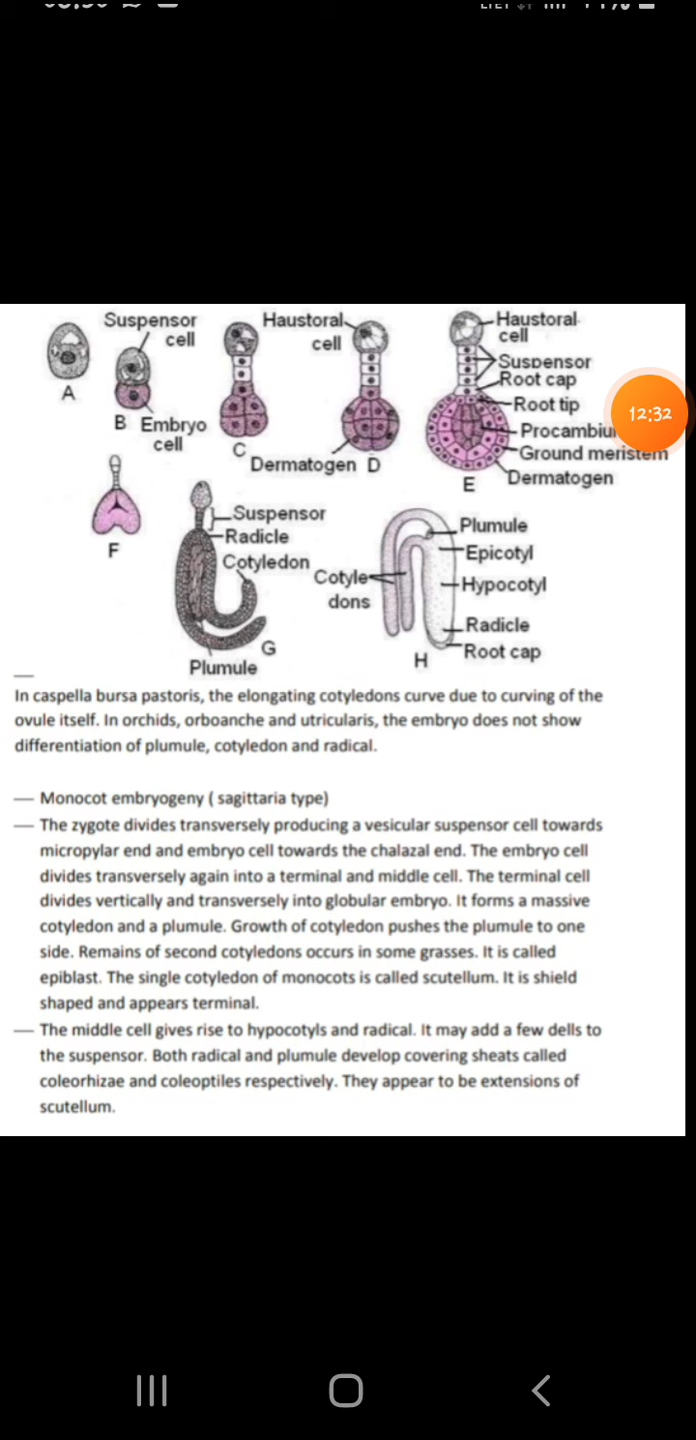 Suspensor
cell
Haustoral
cell
Haustoral
cell
Suspensor
Root cap
Root tip
Procambiu
Ground meristem
Dermatogen
12:32
A
B Embryo
cell
C
Dermatogen D
E
F
Suspensor
Radicle
Cotyledon
Plumule
G
Cotyle
dons
Plumule
Epicotyl
Hypocotyl
Radicle
Root cap
H
In caspella bursa pastoris, the elongating cotyledons curve due to curving of the
ovule itself. In orchids, orboanche and utricularis, the embryo does not show
differentiation of plumule, cotyledon and radical.
— Monocot embryogeny ( sagittaria type)
— The zygote divides transversely producing a vesicular suspensor cell towards
micropylar end and embryo cell towards the chalazal end. The embryo cell
divides transversely again into a terminal and middle cell. The terminal cell
divides vertically and transversely into globular embryo. It forms a massive
cotyledon and a plumule. Growth of cotyledon pushes the plumule to one
side. Remains of second cotyledons occurs in some grasses. It is called
epiblast. The single cotyledon of monocots is called scutellum. It is shield
shaped and appears terminal.
— The middle cell gives rise to hypocotyls and radical. It may add a few dells to
the suspensor. Both radical and plumule develop covering sheats called
coleorhizae and coleoptiles respectively. They appear to be extensions of
scutellum.